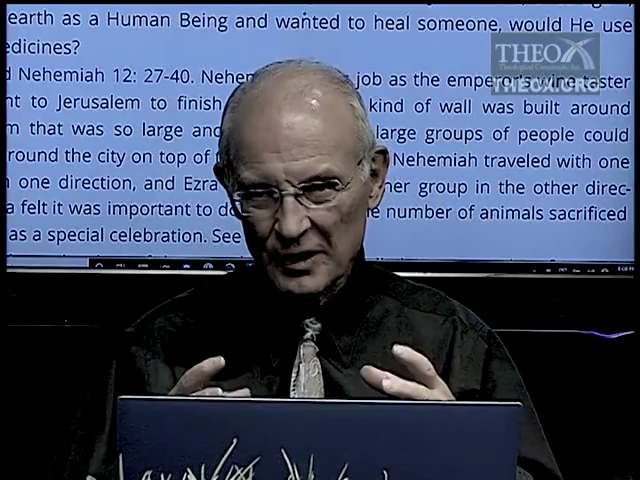 earth as a Human Being and wanted to heal someone, would He use
edicines?
d Nehemiah 12: 27-40. Neher job as the emperor's wine taster
nt to Jerusalem to finish kind of wall was built around
m that was so large and large groups of people could
round the city on top of Nehemiah traveled with one
one direction, and Ezra her group in the other direc-
a felt it was important to do e number of animals sacrificed
as a special celebration. See
THEOX
THEOX.ORG